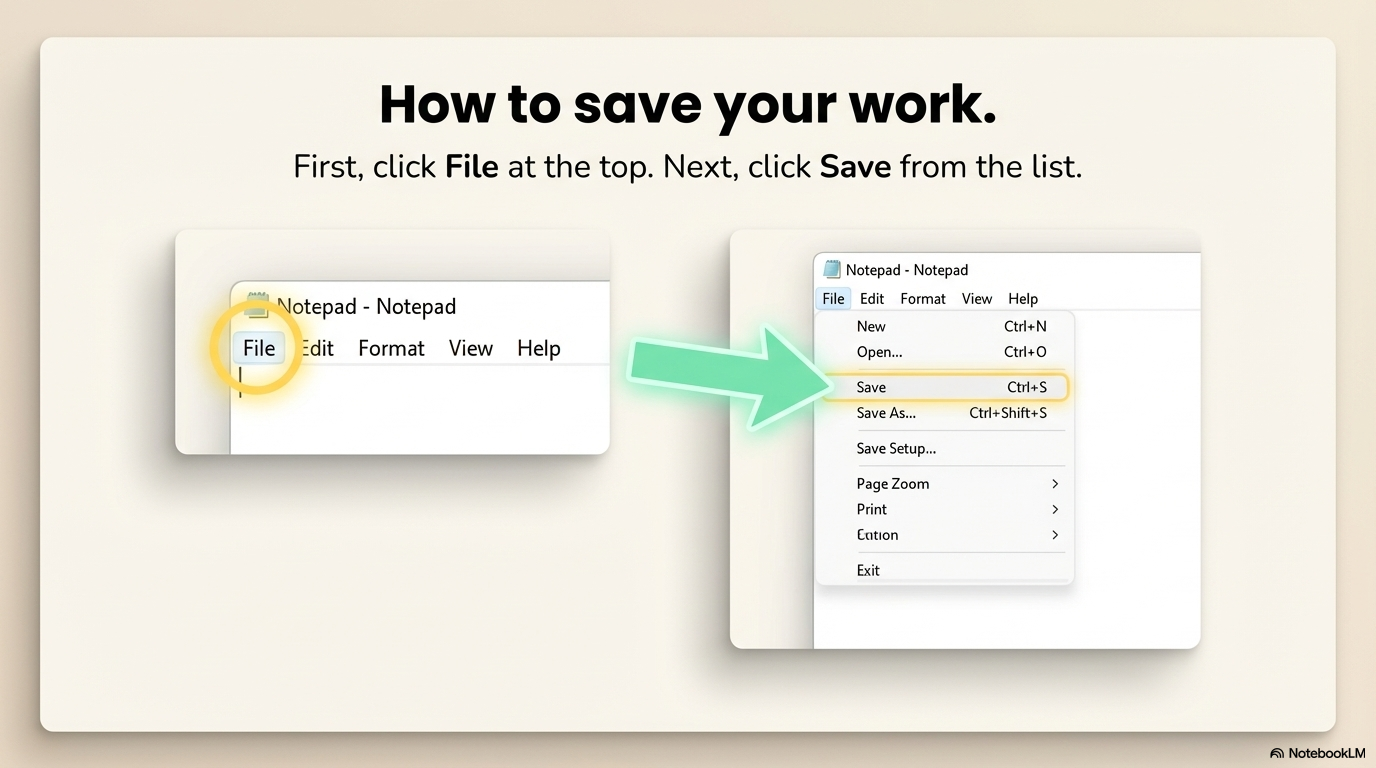 How to save your work.
First, click File at the top. Next, click Save from the list.
Notepad - Notepad
File Edit Format View Help
Notepad - Notepad
File Edit Format View Help
New Ctrl+N
Open... Ctrl+O
Save Ctrl+S
Save As... Ctrl+Shift+S
Save Setup...
Page Zoom
Print
Exit
NotebookLM